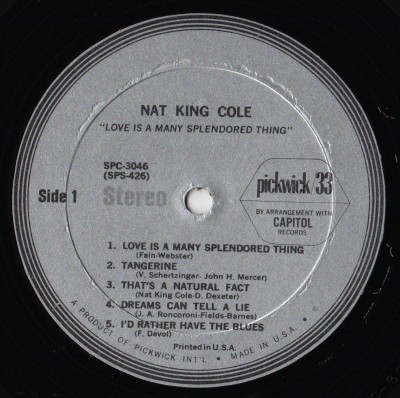 NAT KING COLE
"LOVE IS A MANY SPLENDORED THING"
SPC-3046
(SPS-426)
Side 1
Stereo
pickwick/33
BY ARRANGEMENT WITH
CAPITOL
RECORDS
1. LOVE IS A MANY SPLENDORED THING
(Fain-Webster)
2. TANGERINE
(V. Schertzinger- John H. Mercer)
3. THAT'S A NATURAL FACT
(Nat King Cole-D. Dexeter)
4. DREAMS CAN TELL A LIE
(J. A. Roncoroni-Fields-Barnes)
5. I'D RATHER HAVE THE BLUES
(F. Devol)
Printed in U.S.A.
A PRODUCT OF PICKWICK INT'L. • MADE IN U.S.A.